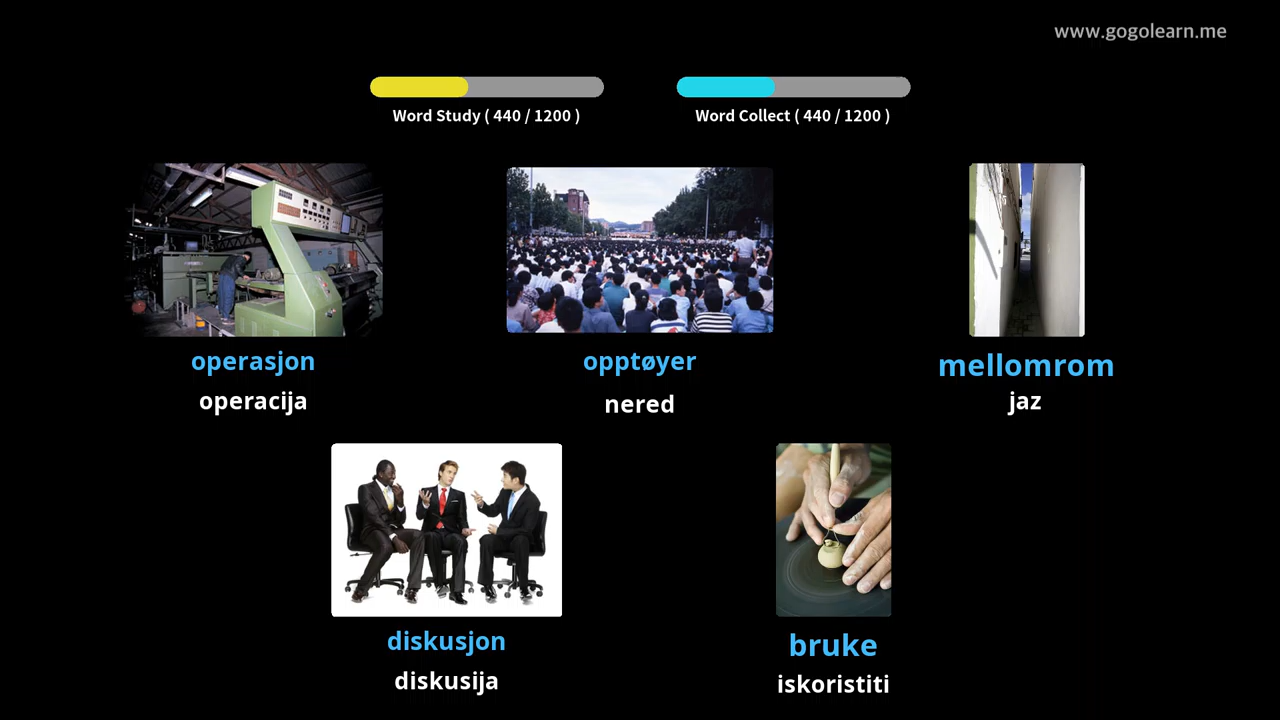 www.gogolearn.me
Word Study ( 440 / 1200 )
Word Collect ( 440 / 1200 )
operasjon
operacija
opptøyer
nered
mellomrom
jaz
diskusjon
diskusija
bruke
iskoristiti